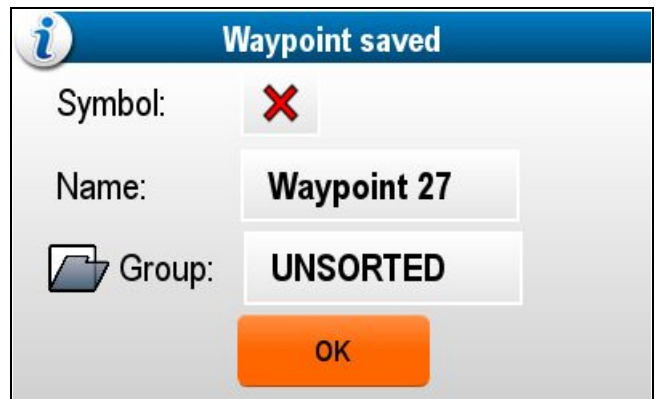 Waypoint saved
Symbol:
Name: Waypoint 27
Group: UNSORTED
OK